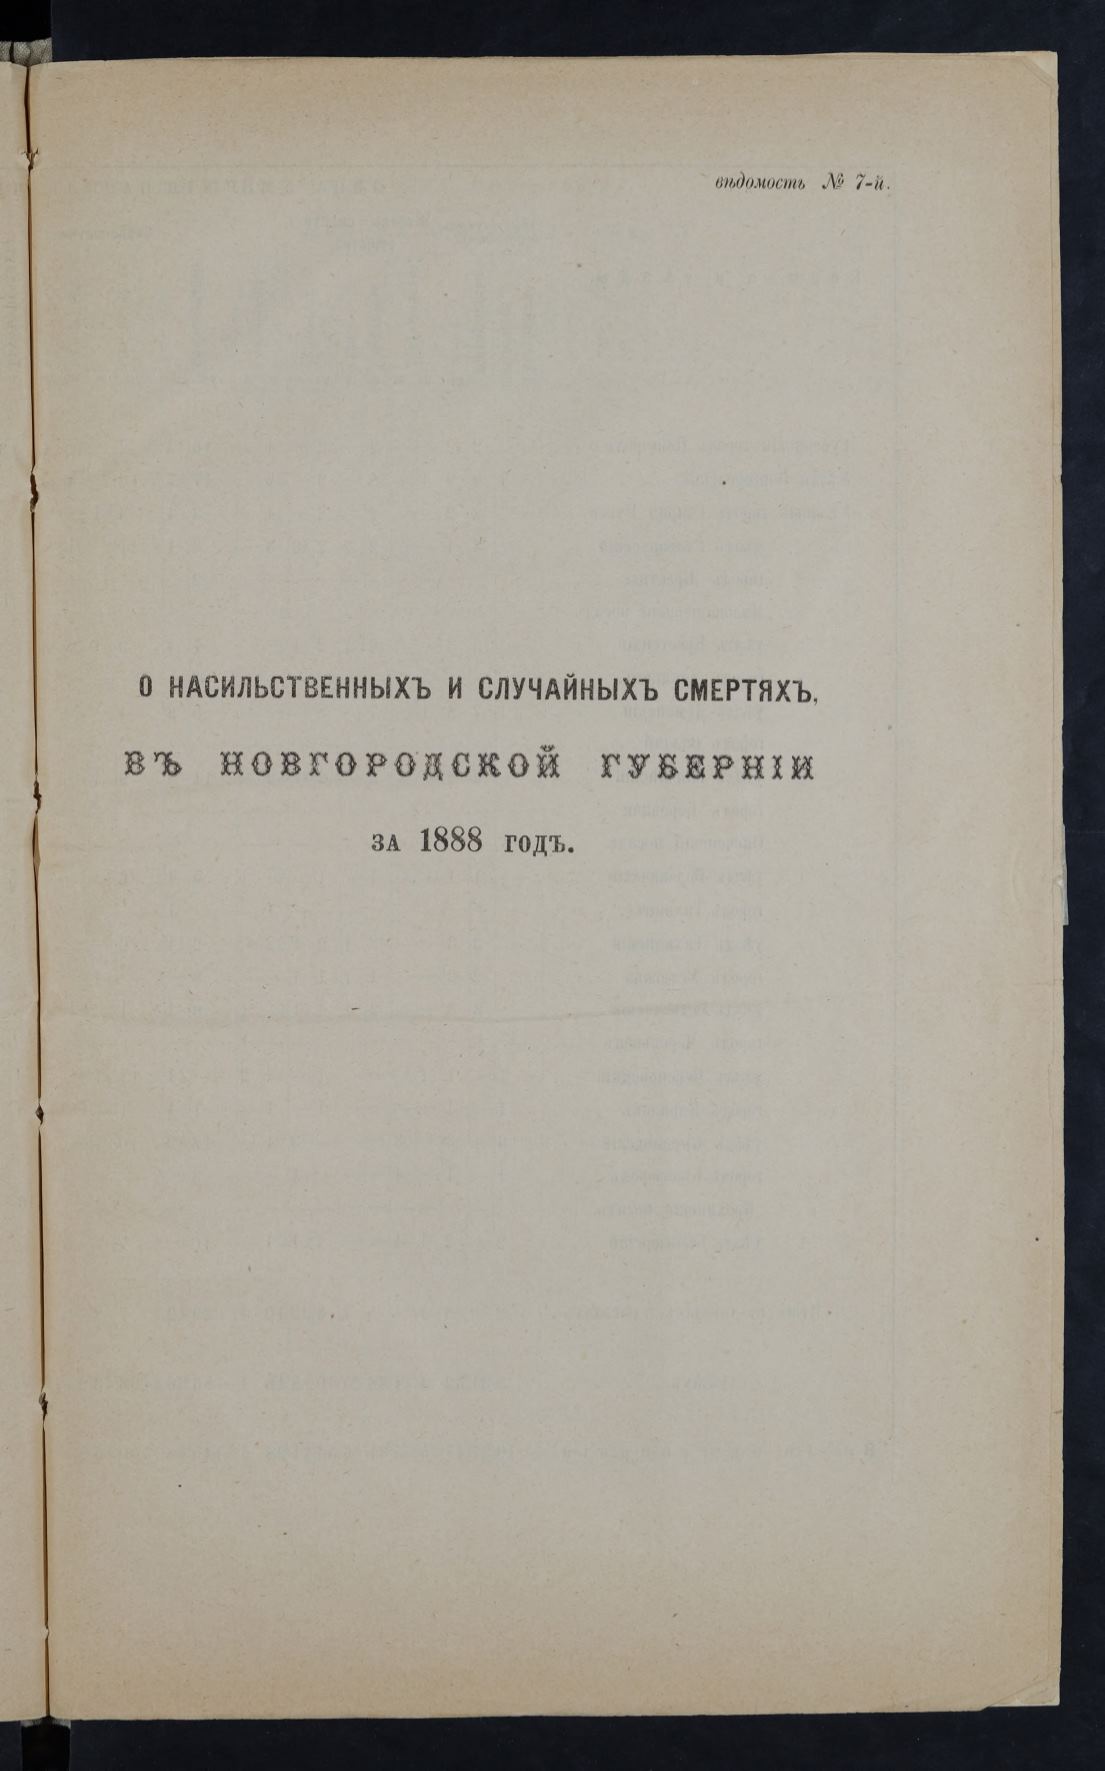 вѣдомость № 7-й.
О НАСИЛЬСТВЕННЫХЪ И СЛУЧАЙНЫХЪ СМЕРТЯХЪ,
ВЪ НОВГОРОДСКОЙ ГУБЕРНІИ
ЗА 1888 ГОДЪ.